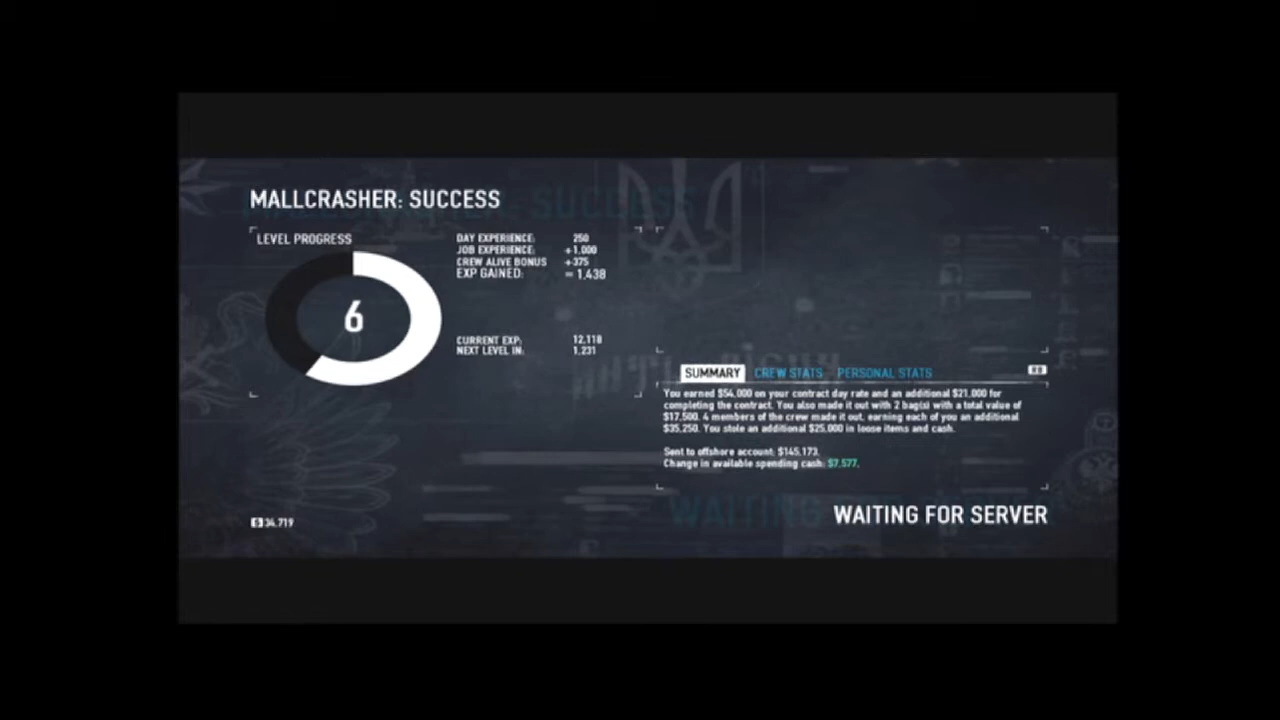 MALLCRASHER: SUCCESS
LEVEL PROGRESS
6
DAY EXPERIENCE: 250
JOB EXPERIENCE: +1,000
CREW ALIVE BONUS +375
EXP GAINED: = 1,438
CURRENT EXP: 12,118
NEXT LEVEL IN: 1,231
SUMMARY CREW STATS PERSONAL STATS
You earned $54,000 on your contract day rate and an additional $21,000 for
completing the contract. You also made it out with 2 bag(s) with a total value of
$17,500. 4 members of the crew made it out, earning each of you an additional
$35,250. You stole an additional $25,000 in loose items and cash.
Sent to offshore account: $145,173.
Change in available spending cash: $7,577.
WAITING FOR SERVER
$ 34,719